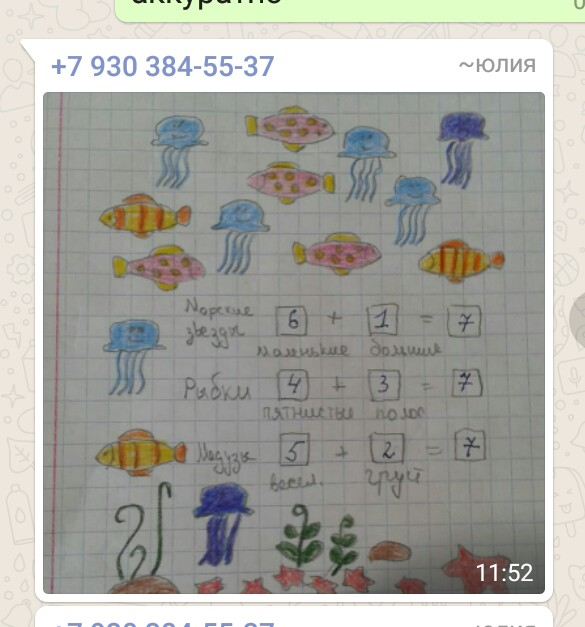 аккуратно
+7 930 384-55-37
~юлия
Морские звезды 6 + 1 = 7
маленькие большие
Рыбки 4 + 3 = 7
пятнистые полос
Медузы 5 + 2 = 7
весел. груст
11:52